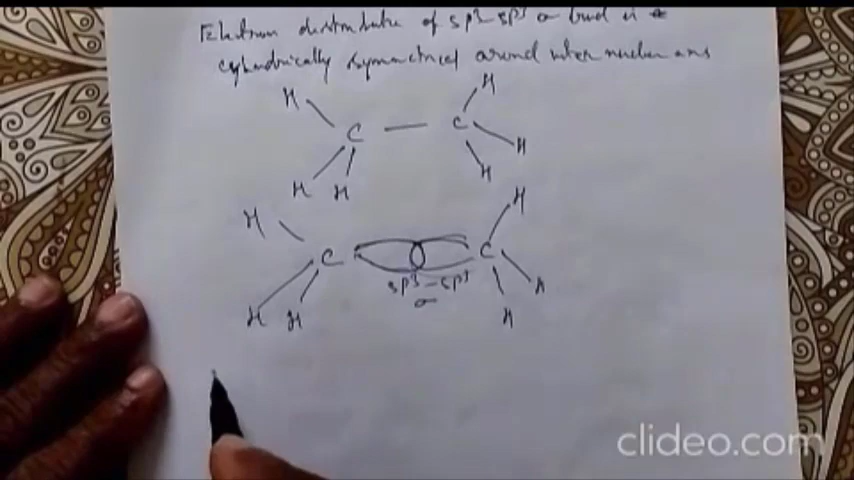 Electron distribution of sp3-sp3 σ bond is
cylindrically symmetrical around inter nuclear axis
H H
C C
H
H H H
H H
C C
sp3-sp3
σ H
H H H
clideo.com